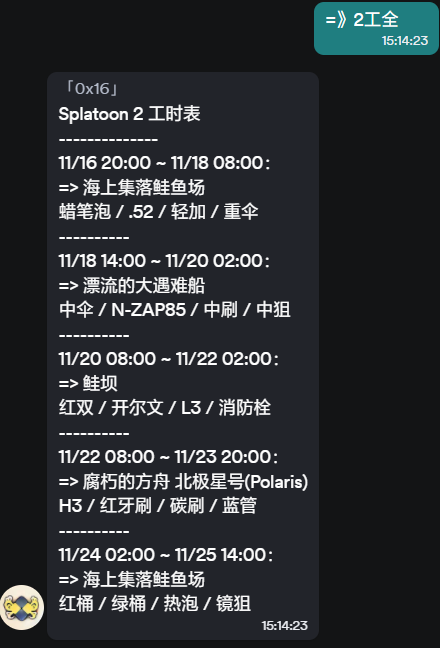 =》2工全
15:14:23
「0x16」
Splatoon 2 工时表
--------------
11/16 20:00 ~ 11/18 08:00：
=> 海上集落鲑鱼场
蜡笔泡 / .52 / 轻加 / 重伞
----------
11/18 14:00 ~ 11/20 02:00：
=> 漂流的大遇难船
中伞 / N-ZAP85 / 中刷 / 中狙
----------
11/20 08:00 ~ 11/22 02:00：
=> 鲑坝
红双 / 开尔文 / L3 / 消防栓
----------
11/22 08:00 ~ 11/23 20:00：
=> 腐朽的方舟 北极星号(Polaris)
H3 / 红牙刷 / 碳刷 / 蓝管
----------
11/24 02:00 ~ 11/25 14:00：
=> 海上集落鲑鱼场
红桶 / 绿桶 / 热泡 / 镜狙
15:14:23